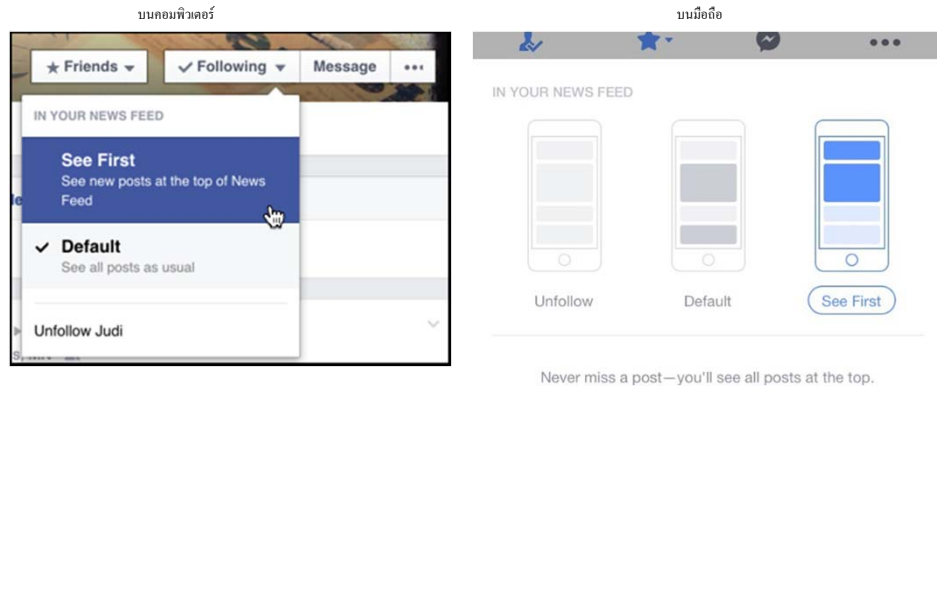 บนคอมพิวเตอร์
บนมือถือ
★ Friends
✓ Following
Message
IN YOUR NEWS FEED
See First
See new posts at the top of News
Feed
✓ Default
See all posts as usual
Unfollow Judi
IN YOUR NEWS FEED
Unfollow
Default
See First
Never miss a post—you'll see all posts at the top.